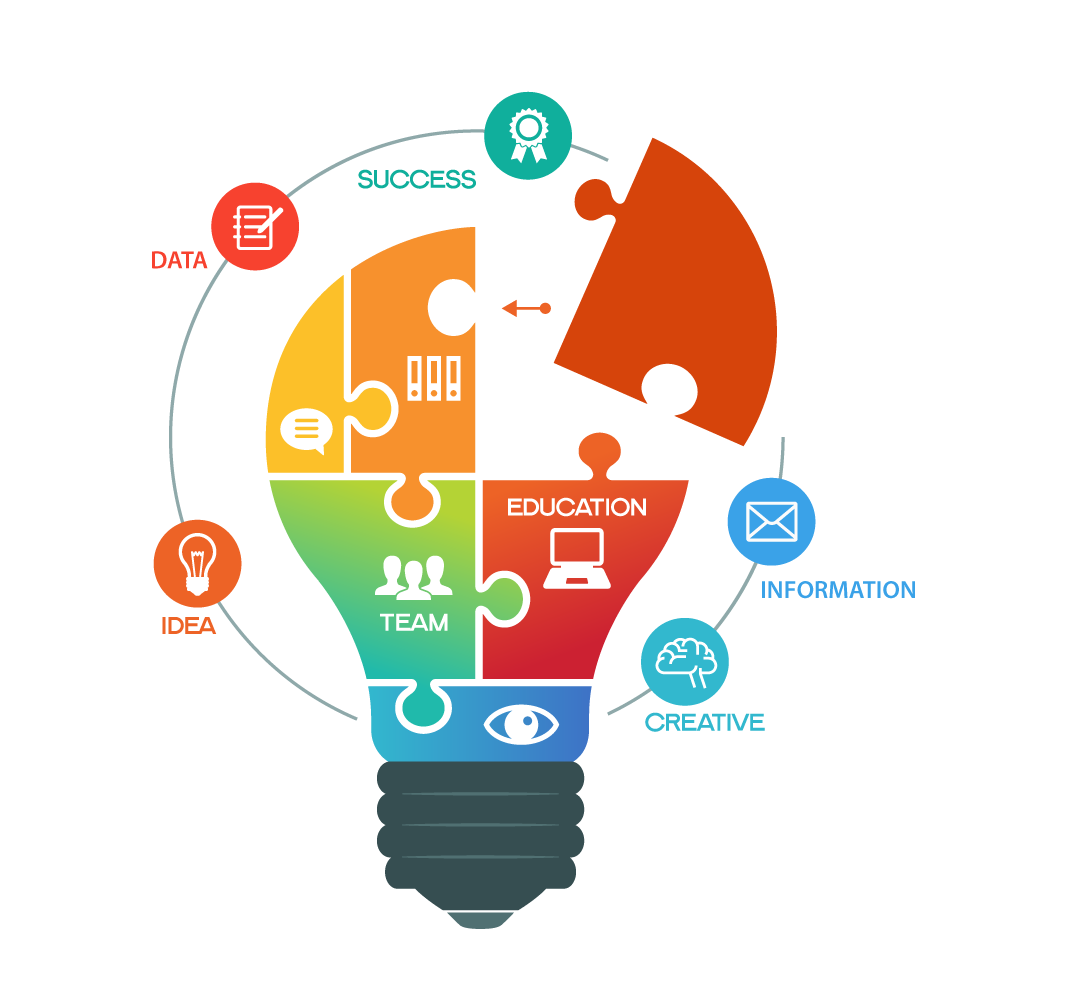 SUCCESS
DATA
EDUCATION
TEAM
INFORMATION
IDEA
CREATIVE